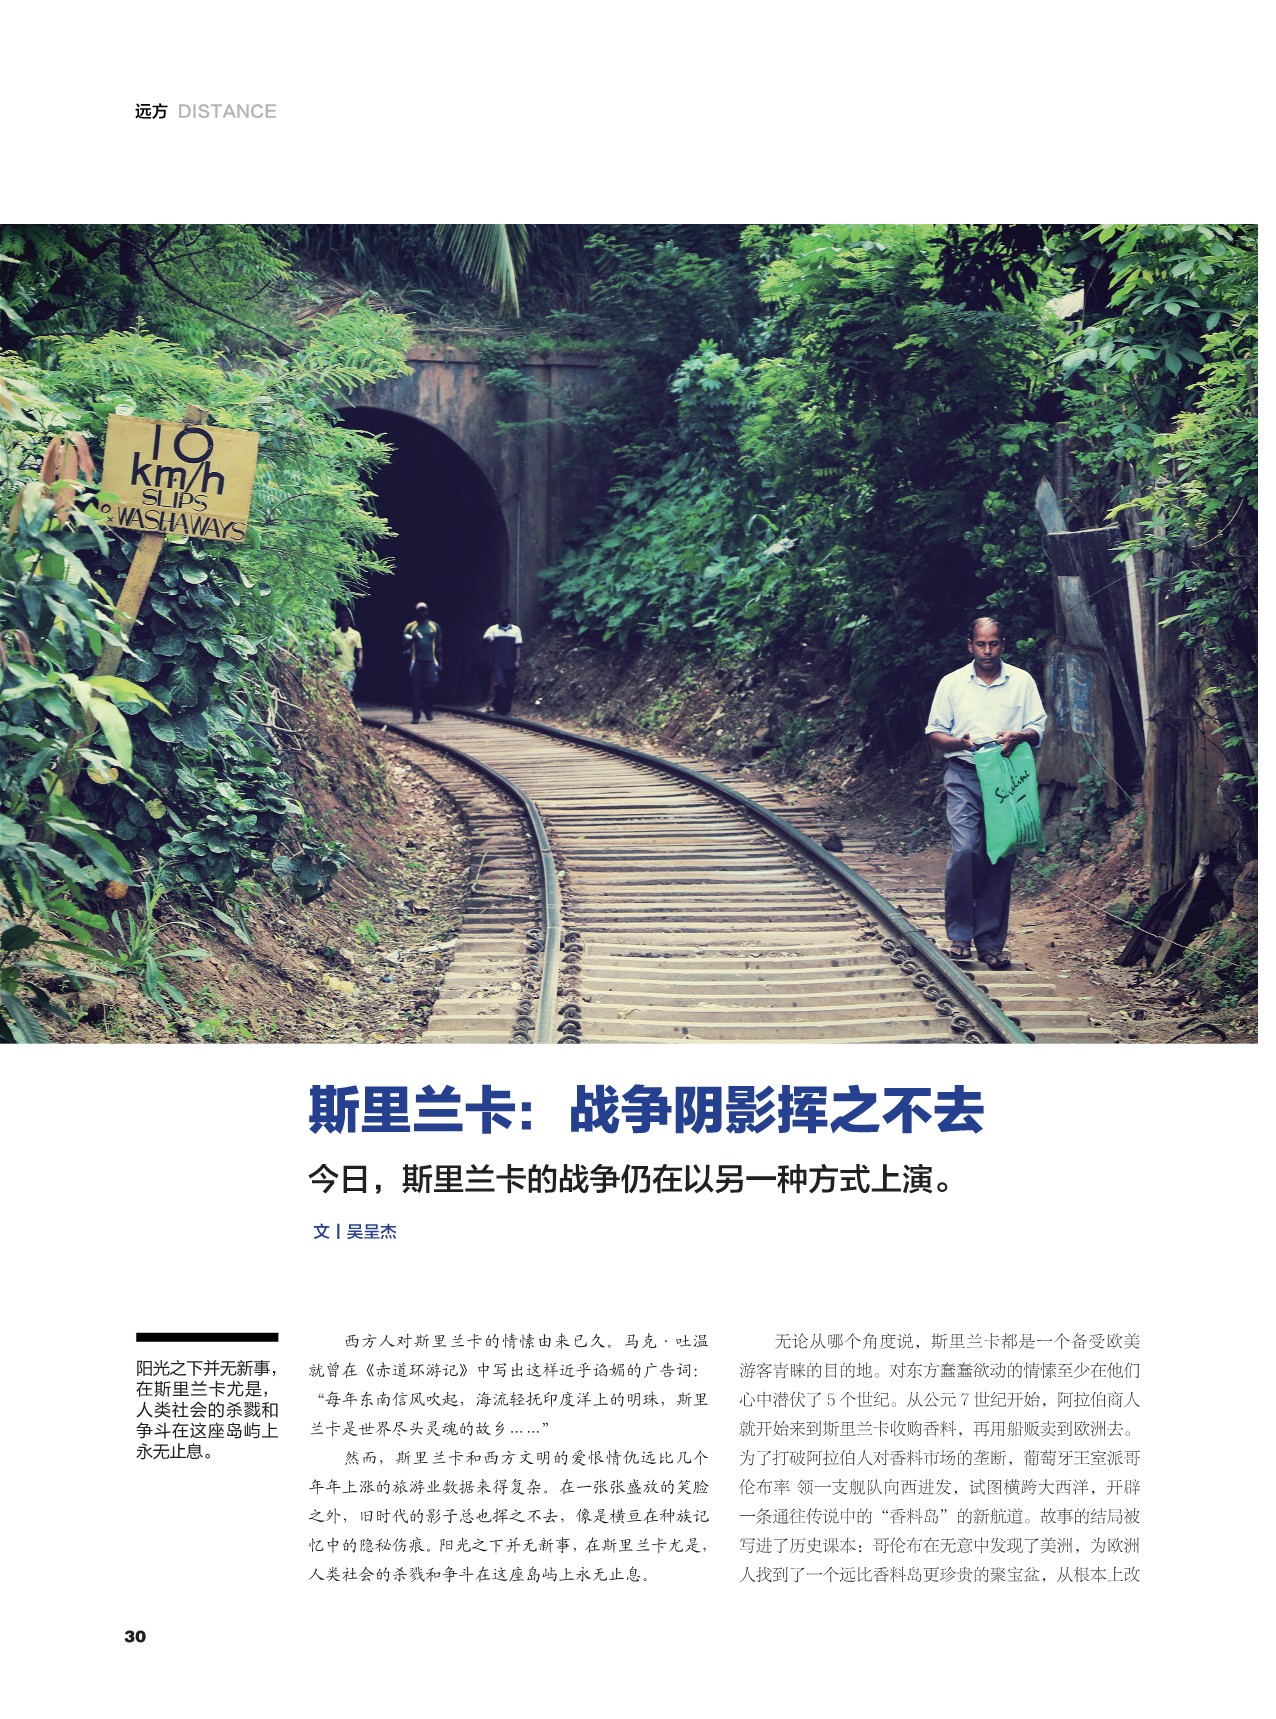 远方 DISTANCE
10
km/h
SLIPS
& WASHAWAYS
斯里兰卡：战争阴影挥之不去
今日，斯里兰卡的战争仍在以另一种方式上演。
文丨吴呈杰
阳光之下并无新事，
在斯里兰卡尤是，
人类社会的杀戮和
争斗在这座岛屿上
永无止息。
西方人对斯里兰卡的情愫由来已久。马克·吐温
就曾在《赤道环游记》中写出这样近乎谄媚的广告词：
“每年东南信风吹起，海流轻抚印度洋上的明珠，斯里
兰卡是世界尽头灵魂的故乡……”
然而，斯里兰卡和西方文明的爱恨情仇远比几个
年年上涨的旅游业数据来得复杂。在一张张盛放的笑脸
之外，旧时代的影子总也挥之不去，像是横亘在种族记
忆中的隐秘伤痕。阳光之下并无新事，在斯里兰卡尤是，
人类社会的杀戮和争斗在这座岛屿上永无止息。
无论从哪个角度说，斯里兰卡都是一个备受欧美
游客青睐的目的地。对东方蠢蠢欲动的情愫至少在他们
心中潜伏了 5 个世纪。从公元 7 世纪开始，阿拉伯商人
就开始来到斯里兰卡收购香料，再用船贩卖到欧洲去。
为了打破阿拉伯人对香料市场的垄断，葡萄牙王室派哥
伦布率 领一支舰队向西进发，试图横跨大西洋，开辟
一条通往传说中的“香料岛”的新航道。故事的结局被
写进了历史课本：哥伦布在无意中发现了美洲，为欧洲
人找到了一个远比香料岛更珍贵的聚宝盆，从根本上改
30